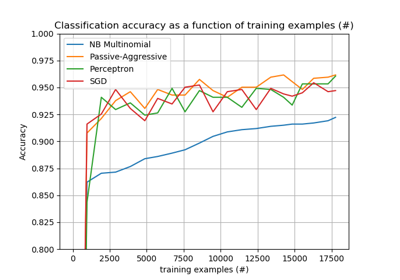 Classification accuracy as a function of training examples (#)
1.000
0.975
0.950
0.925
0.900
0.875
0.850
0.825
0.800
Accuracy
NB Multinomial
Passive-Aggressive
Perceptron
SGD
0 2500 5000 7500 10000 12500 15000 17500
training examples (#)